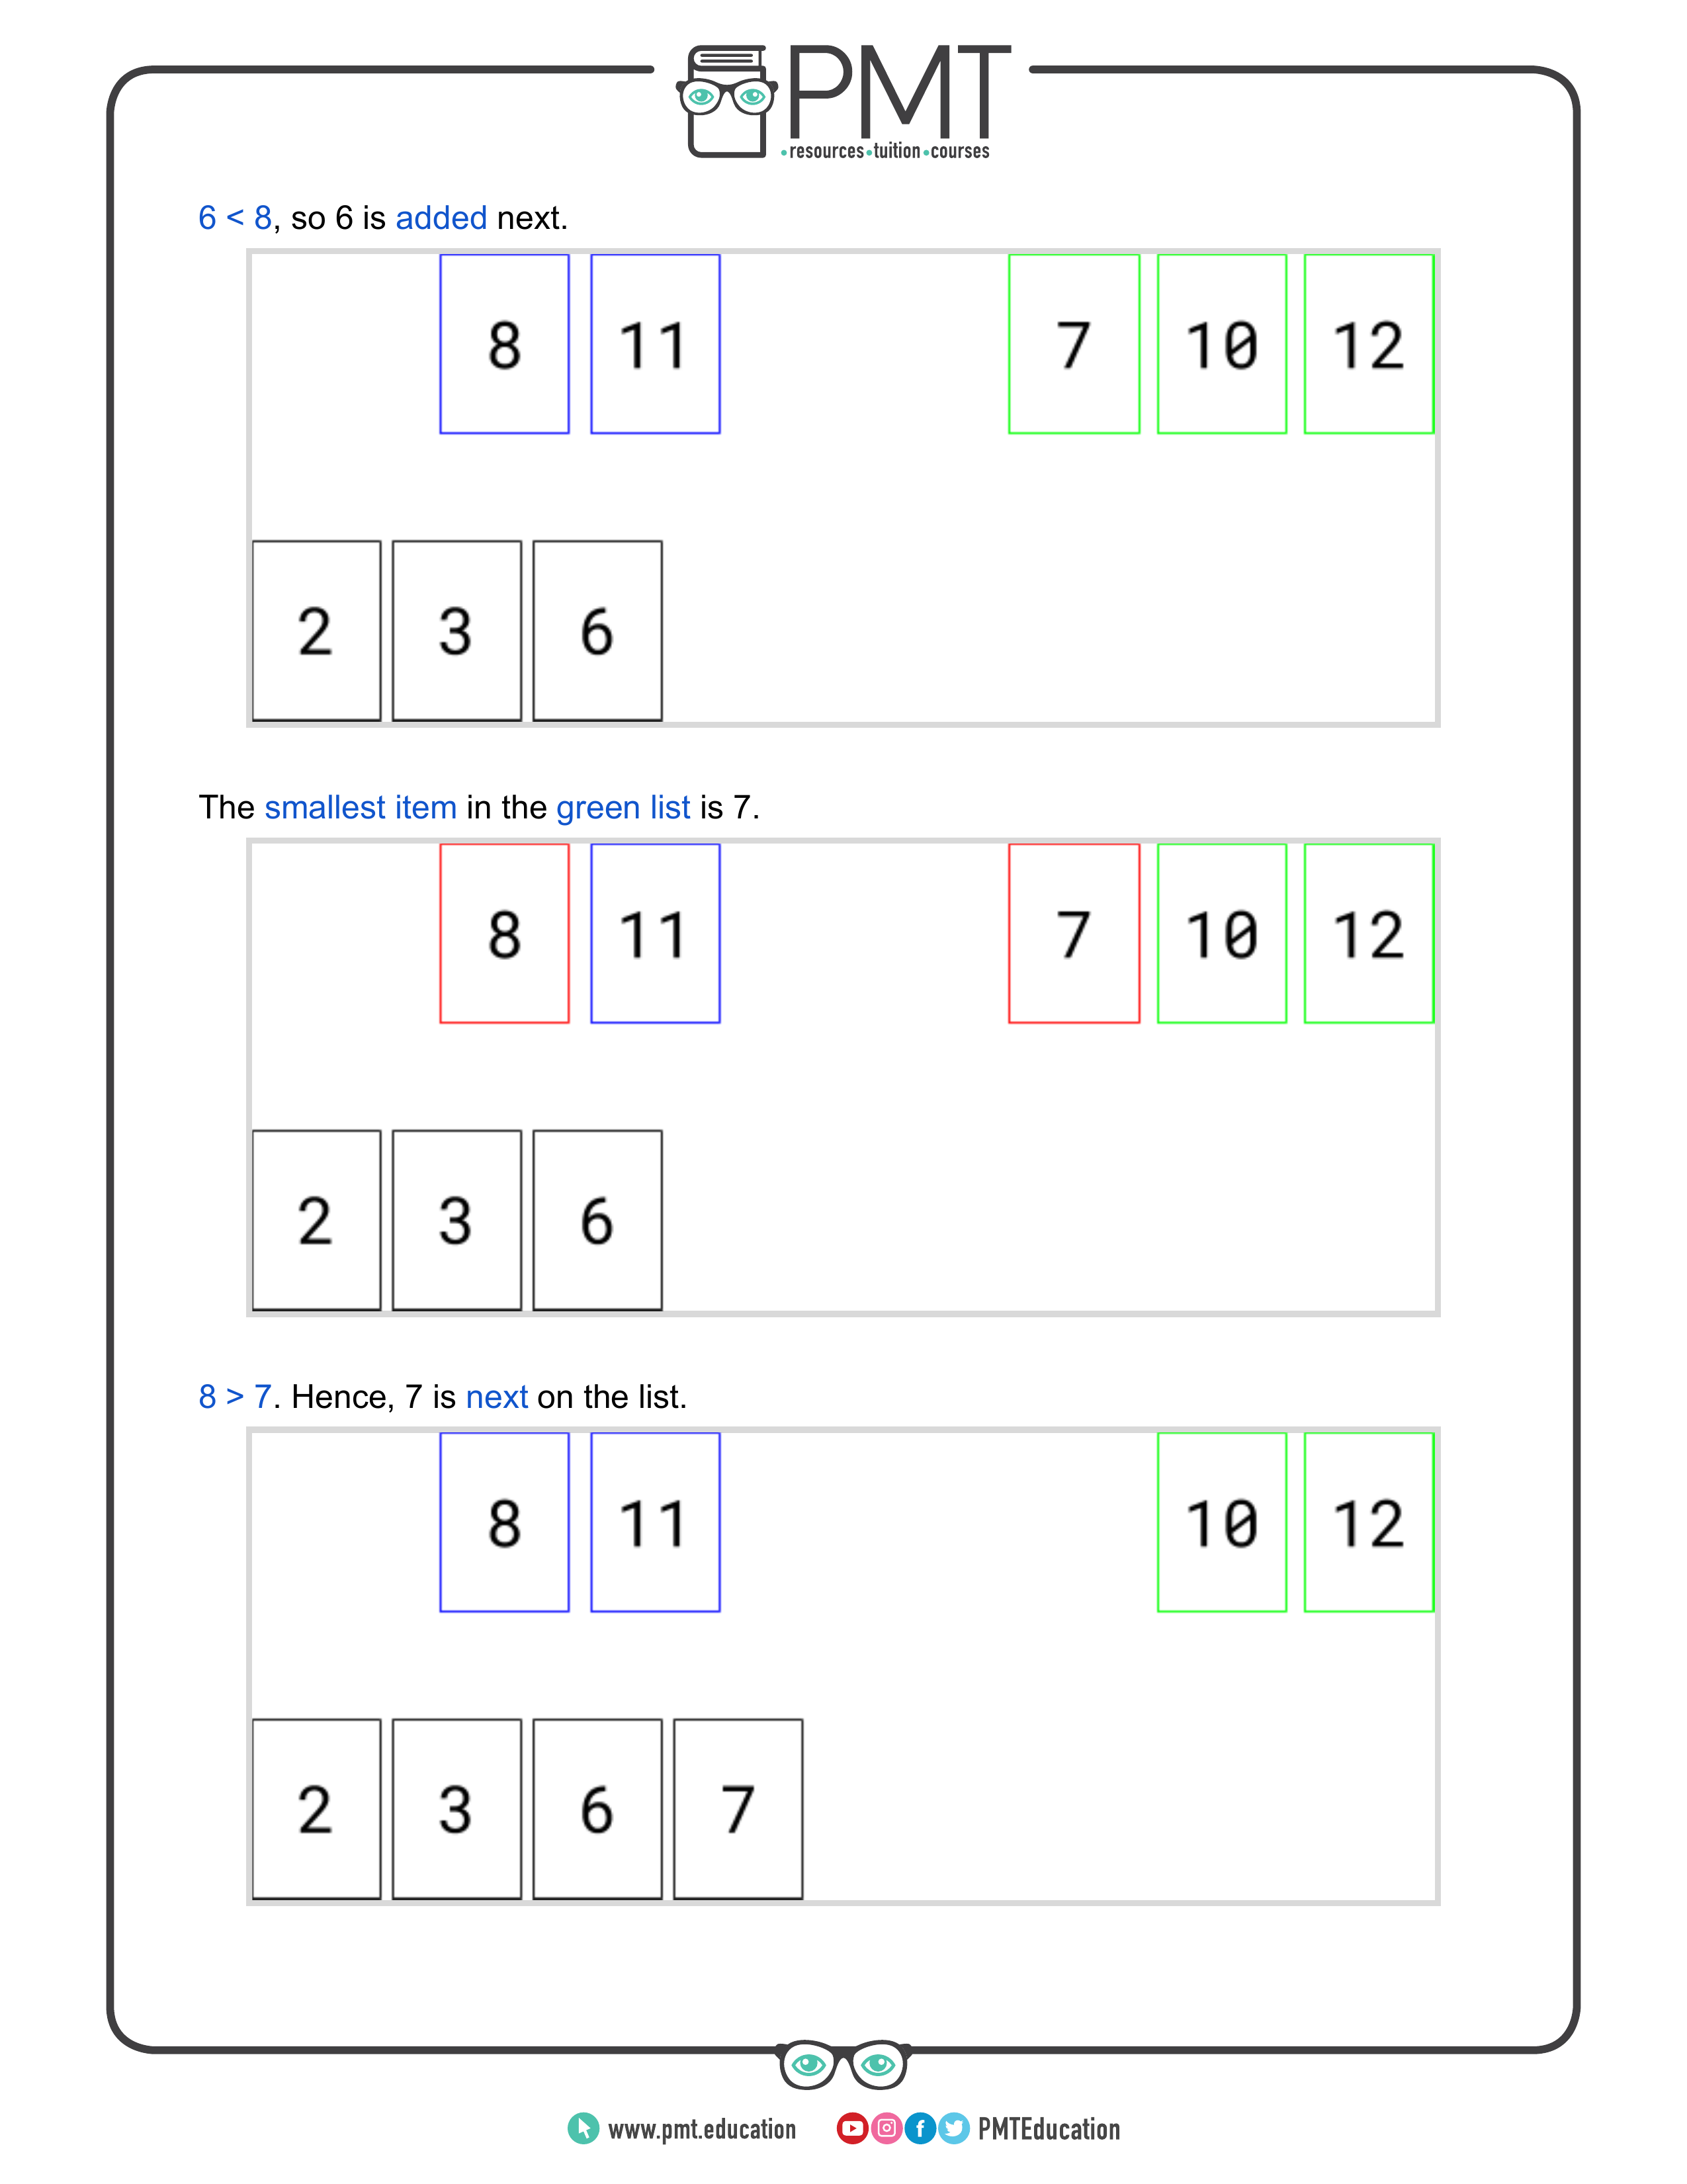 PMT
•resources•tuition•courses
6 < 8, so 6 is added next.
8 11 7 10 12
2 3 6
The smallest item in the green list is 7.
8 11 7 10 12
2 3 6
8 > 7. Hence, 7 is next on the list.
8 11 10 12
2 3 6 7
www.pmt.education PMTEducation